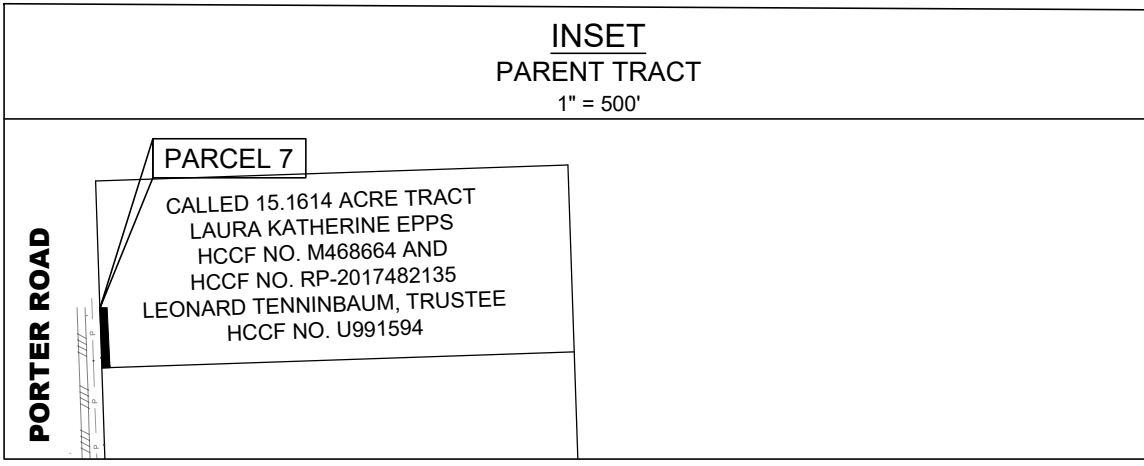 INSET
PARENT TRACT
1" = 500'
PARCEL 7
CALLED 15.1614 ACRE TRACT
LAURA KATHERINE EPPS
HCCF NO. M468664 AND
HCCF NO. RP-2017482135
LEONARD TENNINBAUM, TRUSTEE
HCCF NO. U991594
PORTER ROAD
P
P
P
P